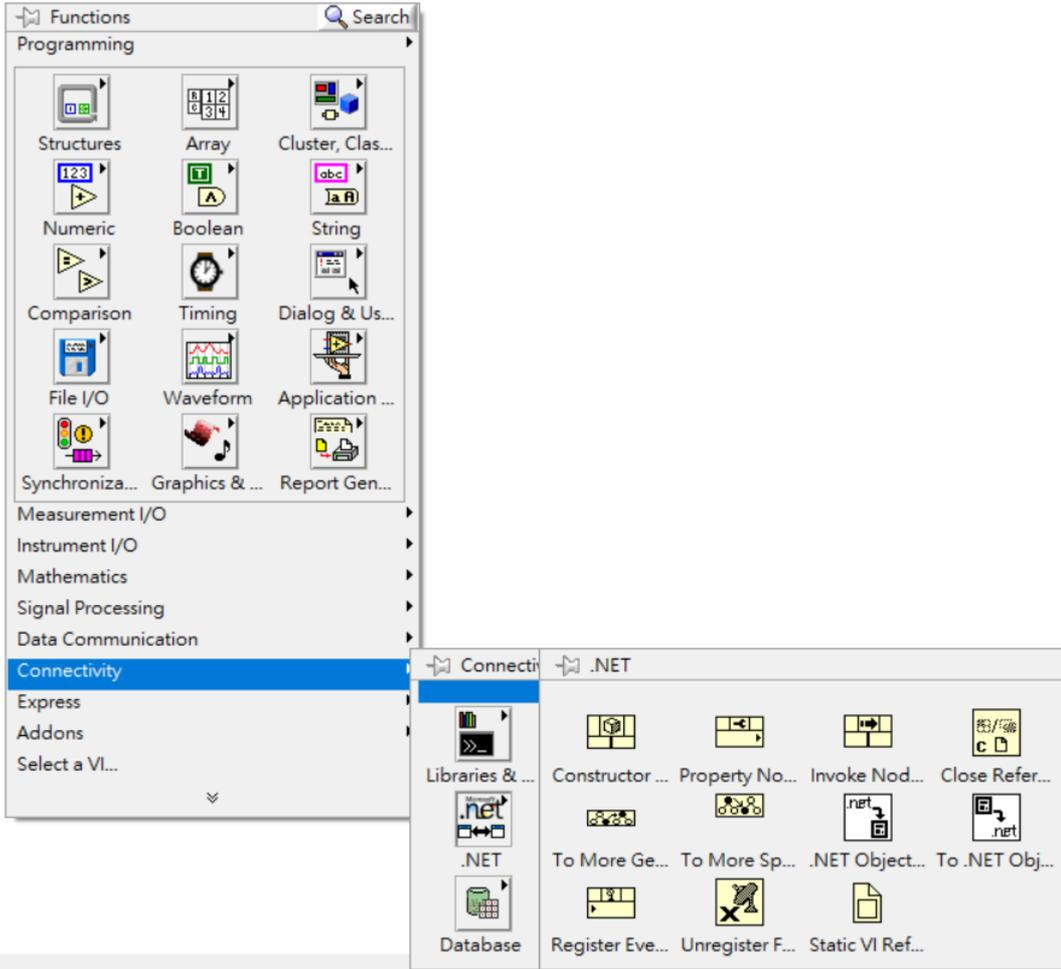 Functions
Search
Programming
Structures
Array
Cluster, Clas...
Numeric
Boolean
String
Comparison
Timing
Dialog & Us...
File I/O
Waveform
Application ...
Synchroniza...
Graphics & ...
Report Gen...
Measurement I/O
Instrument I/O
Mathematics
Signal Processing
Data Communication
Connectivity
Express
Addons
Select a VI...
Connectiv
Libraries & ...
.NET
Database
.NET
Constructor ...
Property No...
Invoke Nod...
Close Refer...
To More Ge...
To More Sp...
.NET Object...
To .NET Obj...
Register Eve...
Unregister F...
Static VI Ref...